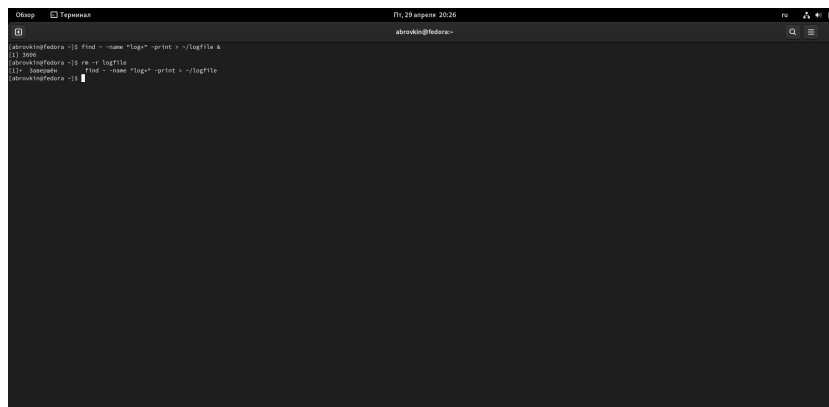 Обзор Терминал Пт, 29 апреля 20:26 ru
abrovkin@fedora:~
[abrovkin@fedora ~]$ find ~ -name "log*" -print > ~/logfile &
[1] 3606
[abrovkin@fedora ~]$ rm -r logfile
[1]+ Завершён find ~ -name "log*" -print > ~/logfile
[abrovkin@fedora ~]$